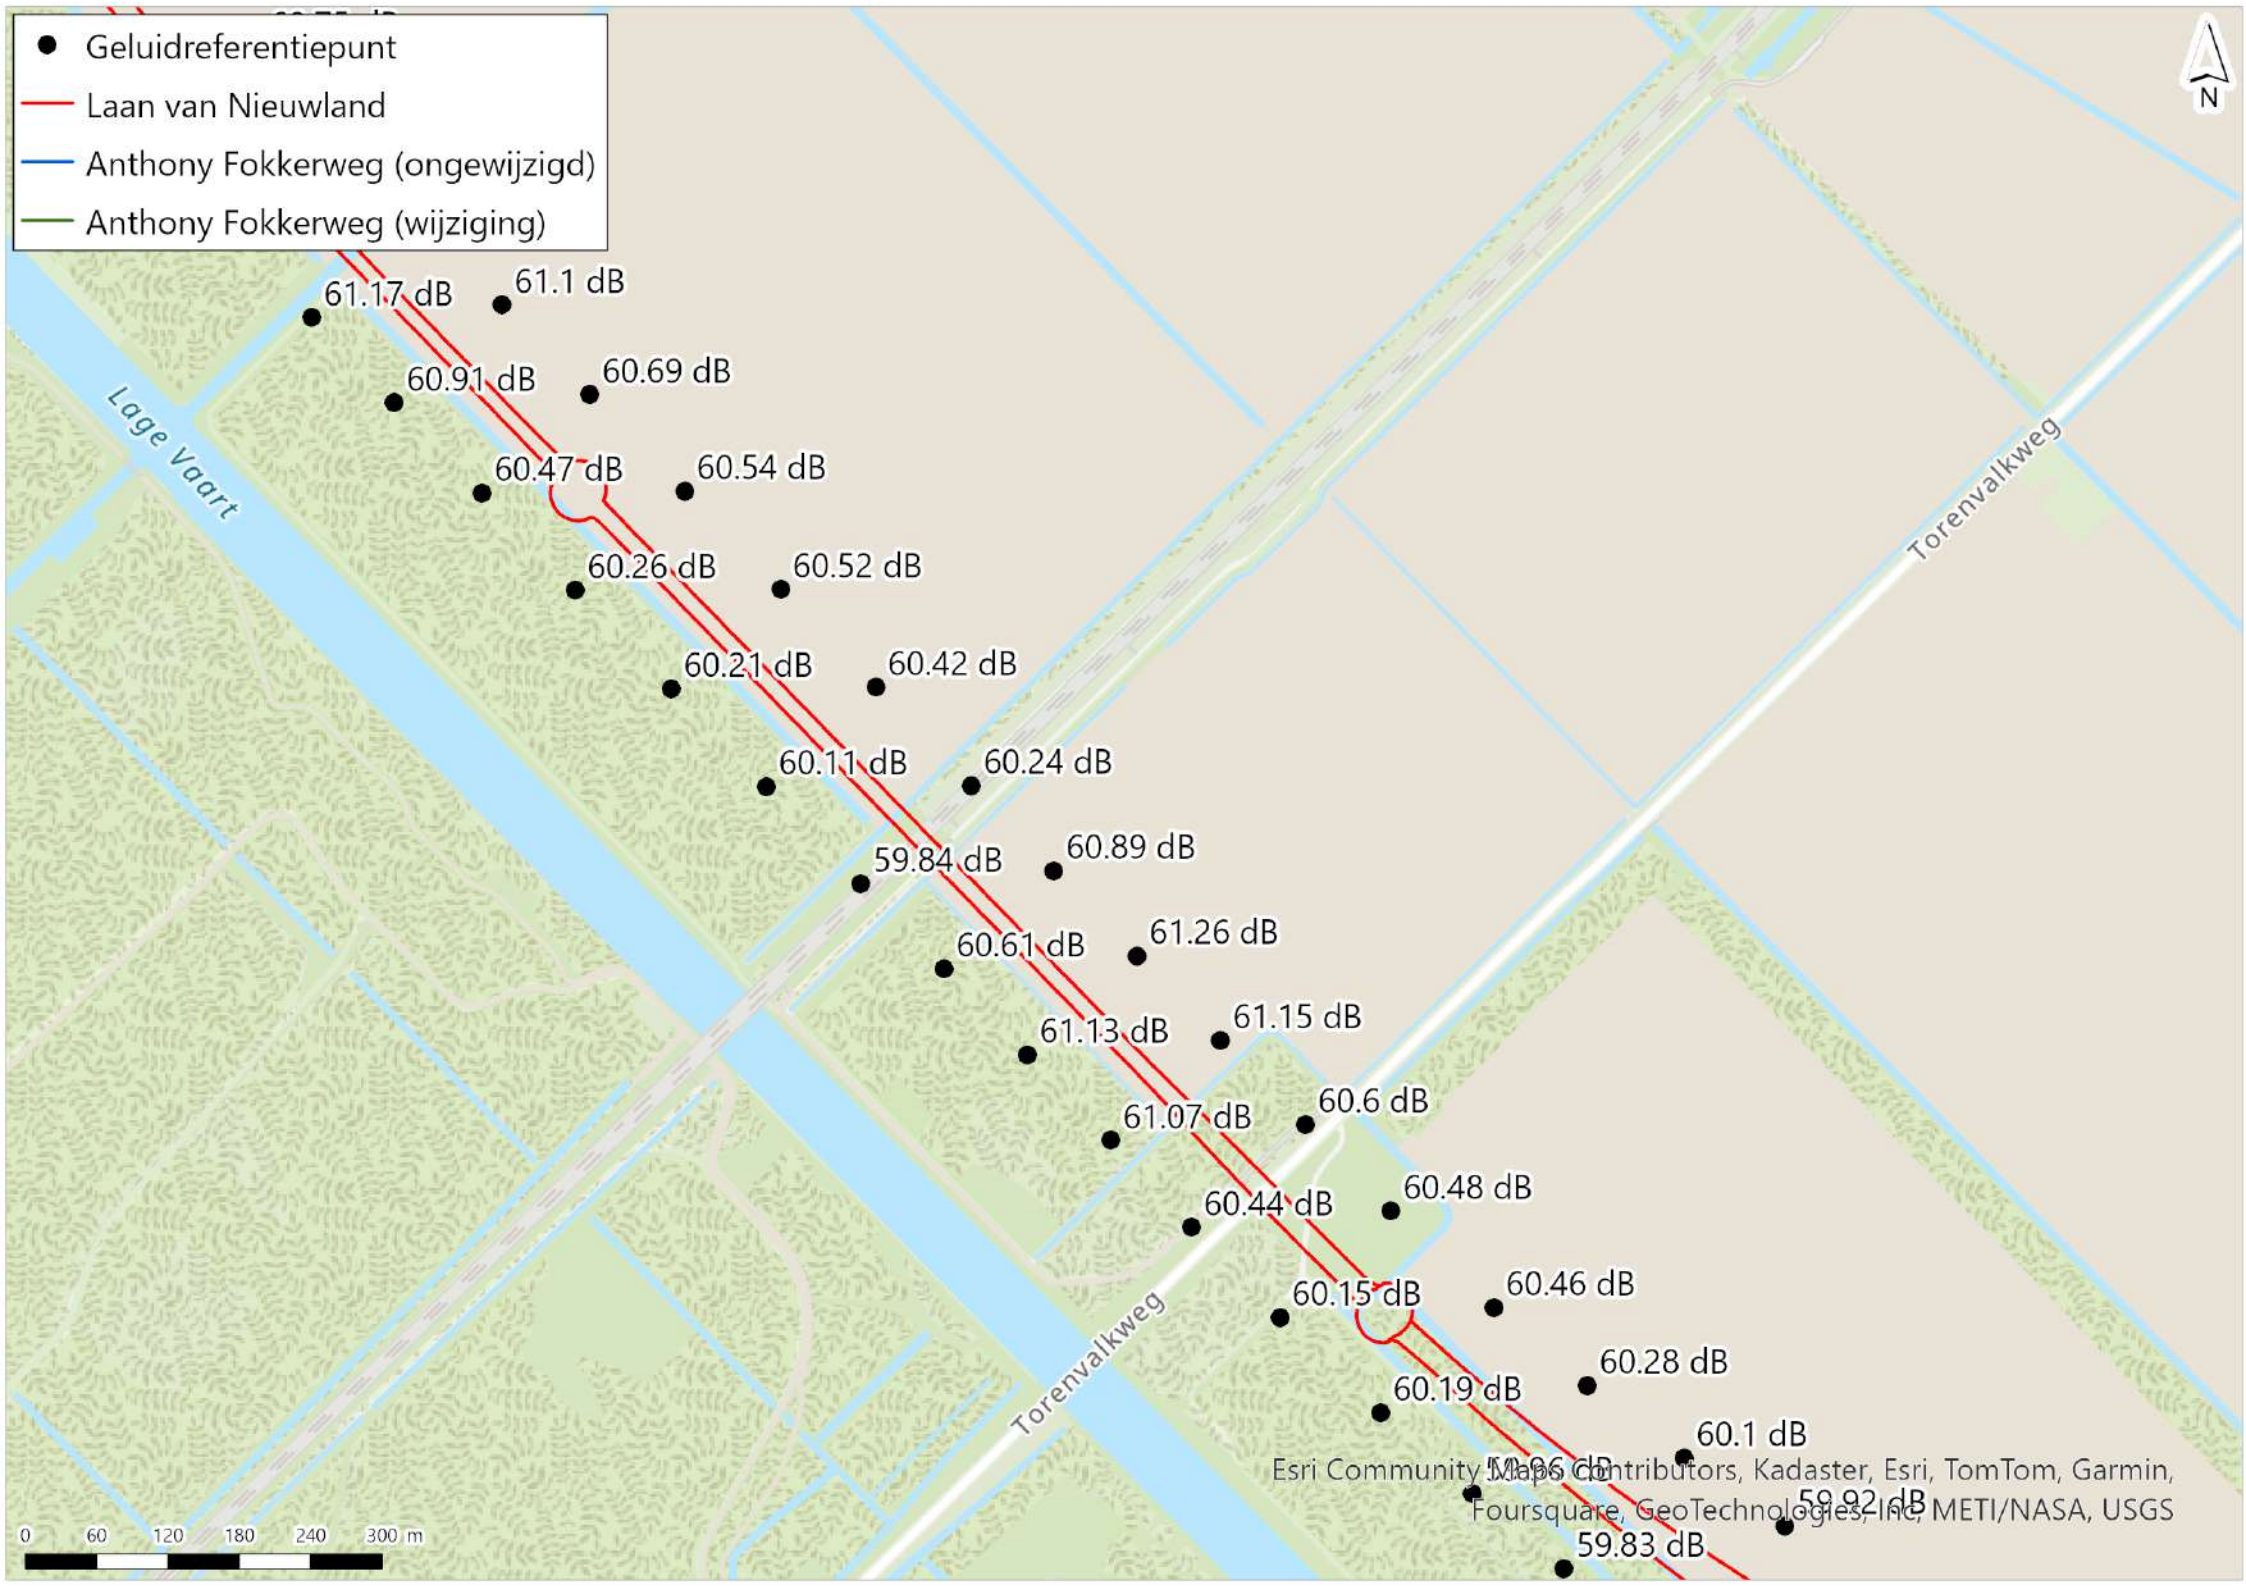 Geluidreferentiepunt
Laan van Nieuwland
Anthony Fokkerweg (ongewijzigd)
Anthony Fokkerweg (wijziging)
N
61.17 dB
61.1 dB
60.91 dB
60.69 dB
Lage Vaart
60.47 dB
60.54 dB
Torenvalkweg
60.26 dB
60.52 dB
60.21 dB
60.42 dB
60.11 dB
60.24 dB
59.84 dB
60.89 dB
60.61 dB
61.26 dB
61.13 dB
61.15 dB
61.07 dB
60.6 dB
60.44 dB
60.48 dB
60.15 dB
60.46 dB
Torenvalkweg
60.19 dB
60.28 dB
60.1 dB
59.96 dB
Esri Community Maps Contributors, Kadaster, Esri, TomTom, Garmin,
59.92 dB
Foursquare, GeoTechnologies, Inc, METI/NASA, USGS
59.83 dB
0 60 120 180 240 300 m